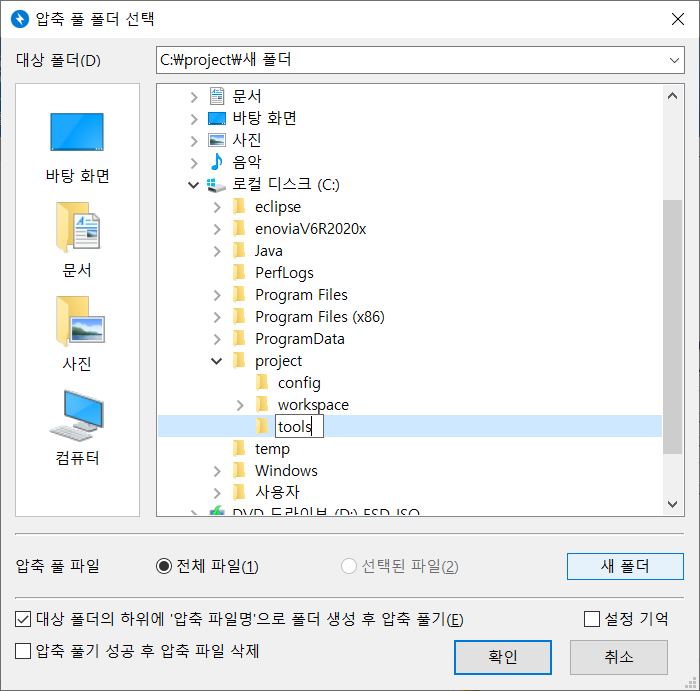 압축 풀 폴더 선택
대상 폴더(D)
C:₩project₩새 폴더
바탕 화면
문서
사진
컴퓨터
문서
바탕 화면
사진
음악
로컬 디스크 (C:)
eclipse
enoviaV6R2020x
Java
PerfLogs
Program Files
Program Files (x86)
ProgramData
project
config
workspace
tools
temp
Windows
사용자
DVD 드라이브 (D:) ESD-ISO
압축 풀 파일
전체 파일(1)
선택된 파일(2)
새 폴더
대상 폴더의 하위에 '압축 파일명'으로 폴더 생성 후 압축 풀기(E)
설정 기억
압축 풀기 성공 후 압축 파일 삭제
확인
취소